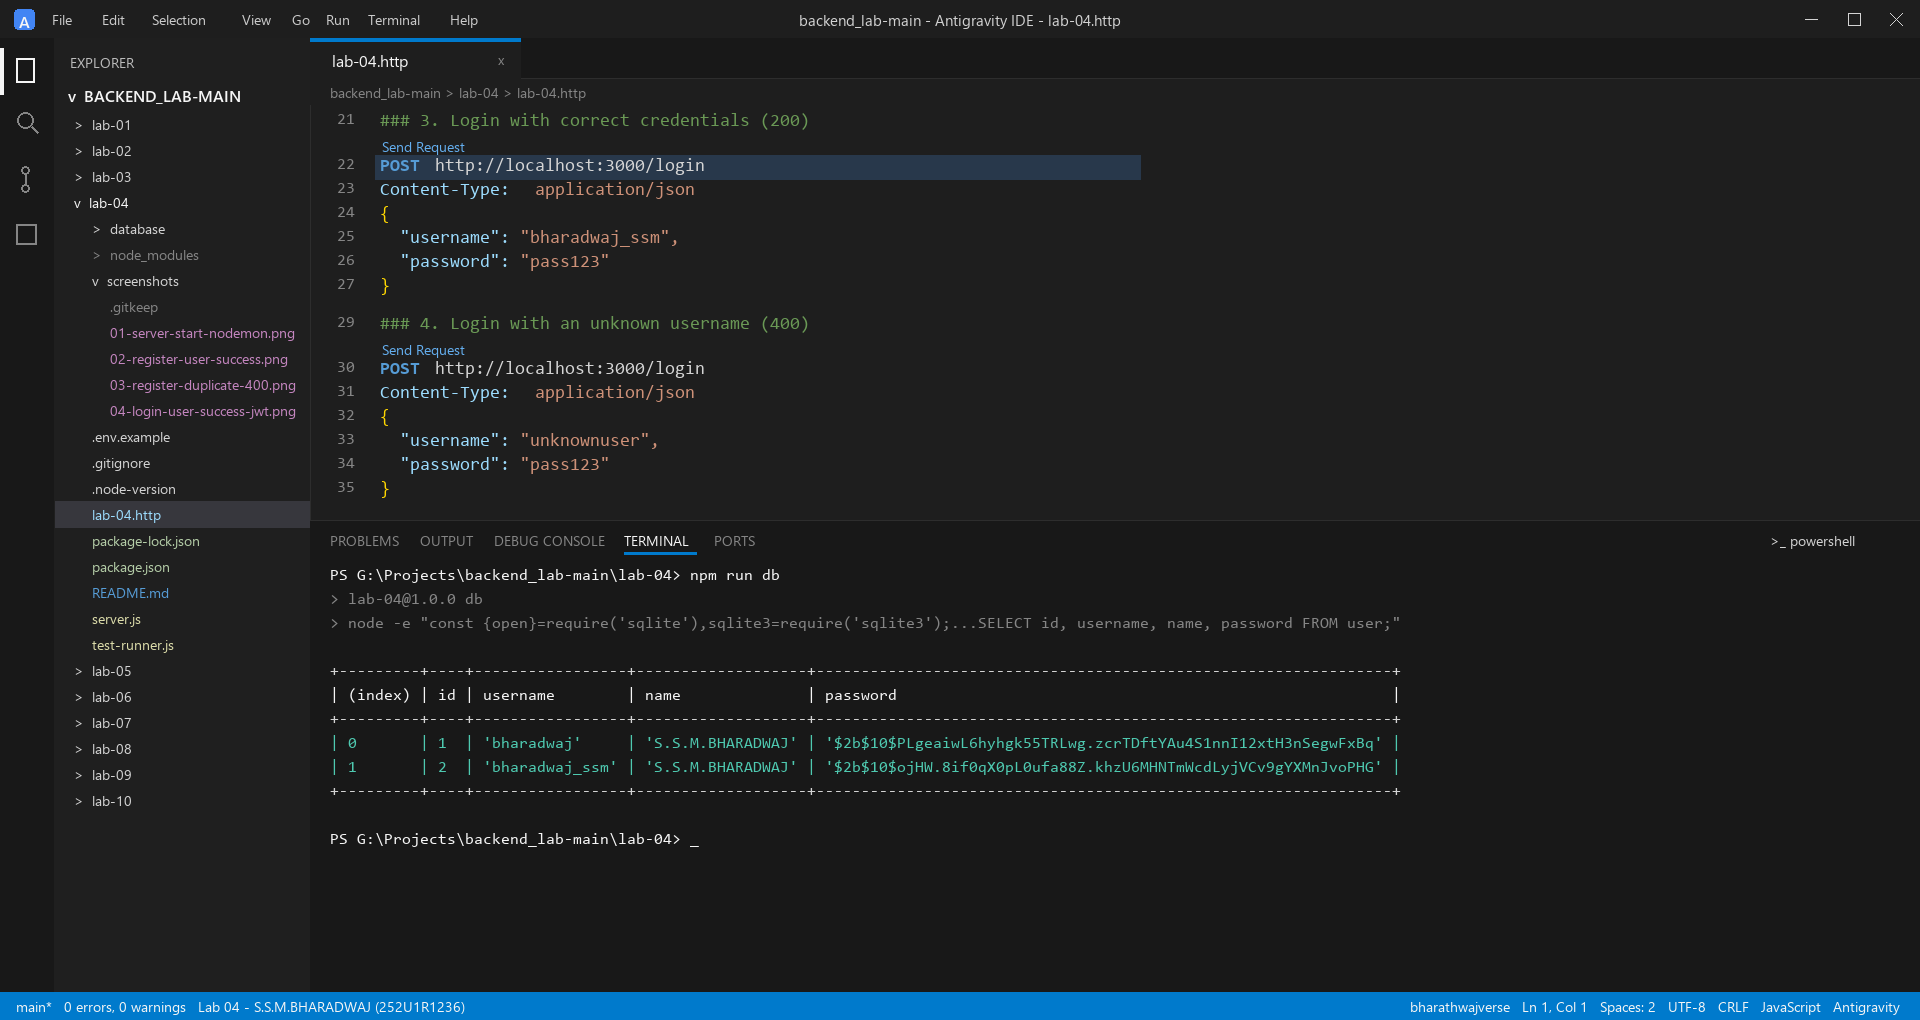 A File Edit Selection View Go Run Terminal Help
backend_lab-main - Antigravity IDE - lab-04.http
EXPLORER
v BACKEND_LAB-MAIN
> lab-01
> lab-02
> lab-03
v lab-04
> database
> node_modules
v screenshots
.gitkeep
01-server-start-nodemon.png
02-register-user-success.png
03-register-duplicate-400.png
04-login-user-success-jwt.png
.env.example
.gitignore
.node-version
lab-04.http
package-lock.json
package.json
README.md
server.js
test-runner.js
> lab-05
> lab-06
> lab-07
> lab-08
> lab-09
> lab-10
lab-04.http x
backend_lab-main > lab-04 > lab-04.http
21 ### 3. Login with correct credentials (200)
Send Request
22 POST http://localhost:3000/login
23 Content-Type: application/json
24 {
25 "username": "bharadwaj_ssm",
26 "password": "pass123"
27 }
29 ### 4. Login with an unknown username (400)
Send Request
30 POST http://localhost:3000/login
31 Content-Type: application/json
32 {
33 "username": "unknownuser",
34 "password": "pass123"
35 }
PROBLEMS OUTPUT DEBUG CONSOLE TERMINAL PORTS
>_ powershell
PS G:\Projects\backend_lab-main\lab-04> npm run db
> lab-04@1.0.0 db
> node -e "const {open}=require('sqlite'),sqlite3=require('sqlite3');...SELECT id, username, name, password FROM user;"
+---------+----+-----------------+-------------------+----------------------------------------------------------------+
| (index) | id | username        | name              | password                                                       |
+---------+----+-----------------+-------------------+----------------------------------------------------------------+
| 0       | 1  | 'bharadwaj'     | 'S.S.M.BHARADWAJ' | '$2b$10$PLgeaiwL6hyhgk55TRLwg.zcrTDftYAu4S1nnI12xtH3nSegwFxBq' |
| 1       | 2  | 'bharadwaj_ssm' | 'S.S.M.BHARADWAJ' | '$2b$10$ojHW.8if0qX0pL0ufa88Z.khzU6MHNTmWcdLyjVCv9gYXMnJvoPHG' |
+---------+----+-----------------+-------------------+----------------------------------------------------------------+
PS G:\Projects\backend_lab-main\lab-04> _
main* 0 errors, 0 warnings Lab 04 - S.S.M.BHARADWAJ (252U1R1236)
bharathwajverse Ln 1, Col 1 Spaces: 2 UTF-8 CRLF JavaScript Antigravity